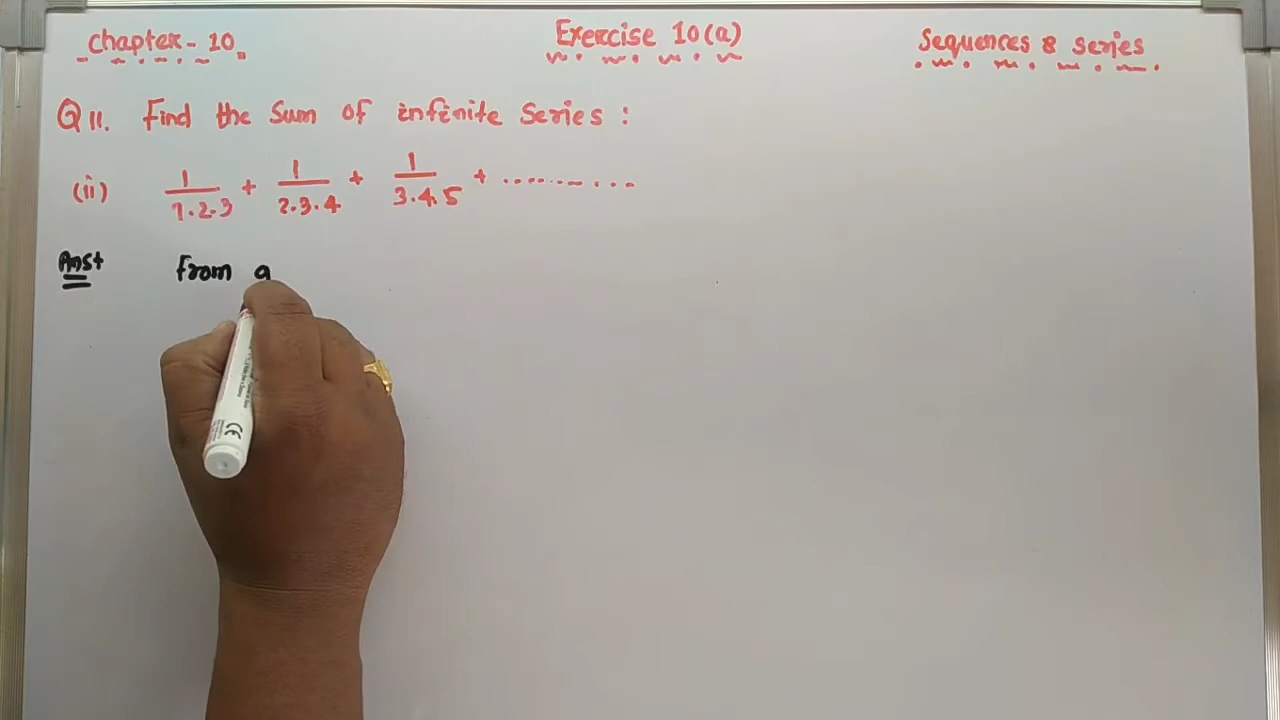 Chapter - 10
Exercise 10(a)
Sequences & Series
Q 11. Find the Sum of infinite Series :
(ii) 1/1.2.3 + 1/2.3.4 + 1/3.4.5 + ..........
Ans:
From g